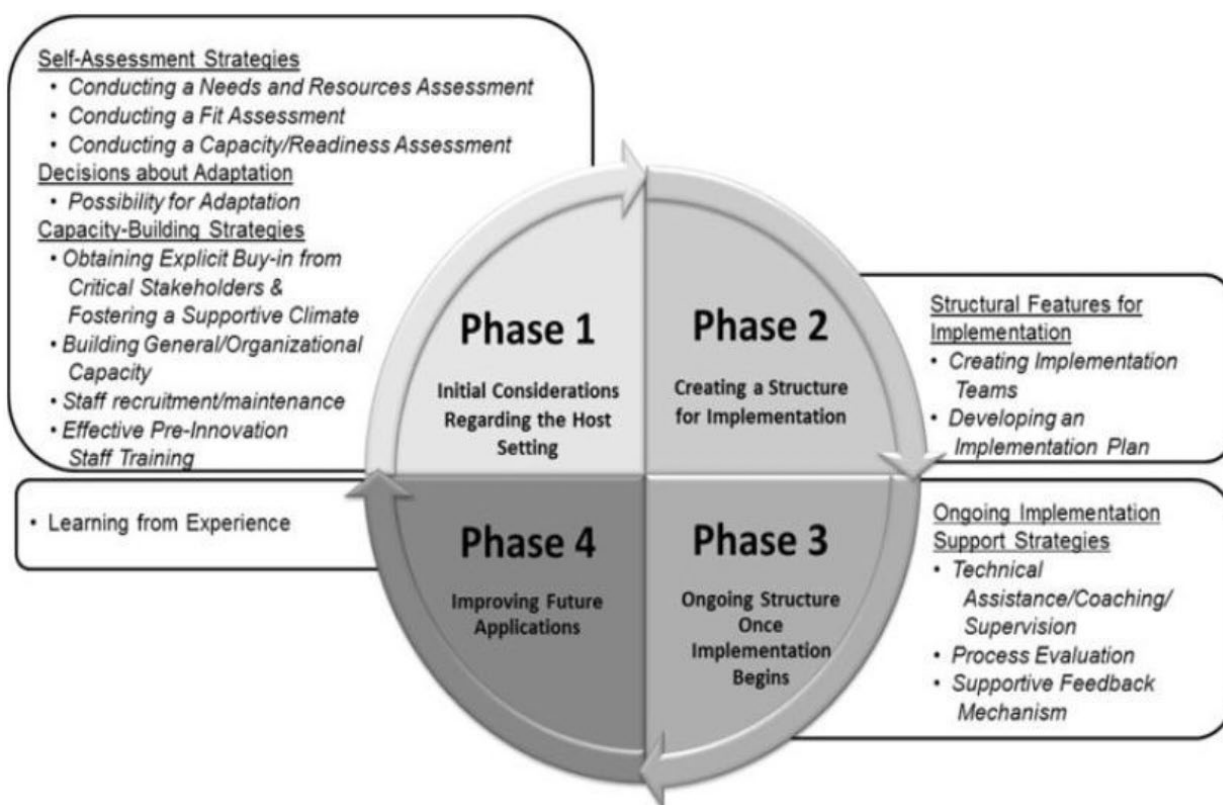 Self-Assessment Strategies
• Conducting a Needs and Resources Assessment
• Conducting a Fit Assessment
• Conducting a Capacity/Readiness Assessment
Decisions about Adaptation
• Possibility for Adaptation
Capacity-Building Strategies
• Obtaining Explicit Buy-in from
Critical Stakeholders &
Fostering a Supportive Climate
• Building General/Organizational
Capacity
• Staff recruitment/maintenance
• Effective Pre-Innovation
Staff Training
Phase 1
Initial Considerations
Regarding the Host
Setting
Phase 2
Creating a Structure
for Implementation
Structural Features for
Implementation
• Creating Implementation
Teams
• Developing an
Implementation Plan
Phase 3
Ongoing Structure
Once
Implementation
Begins
Ongoing Implementation
Support Strategies
• Technical
Assistance/Coaching/
Supervision
• Process Evaluation
• Supportive Feedback
Mechanism
Phase 4
Improving Future
Applications
• Learning from Experience